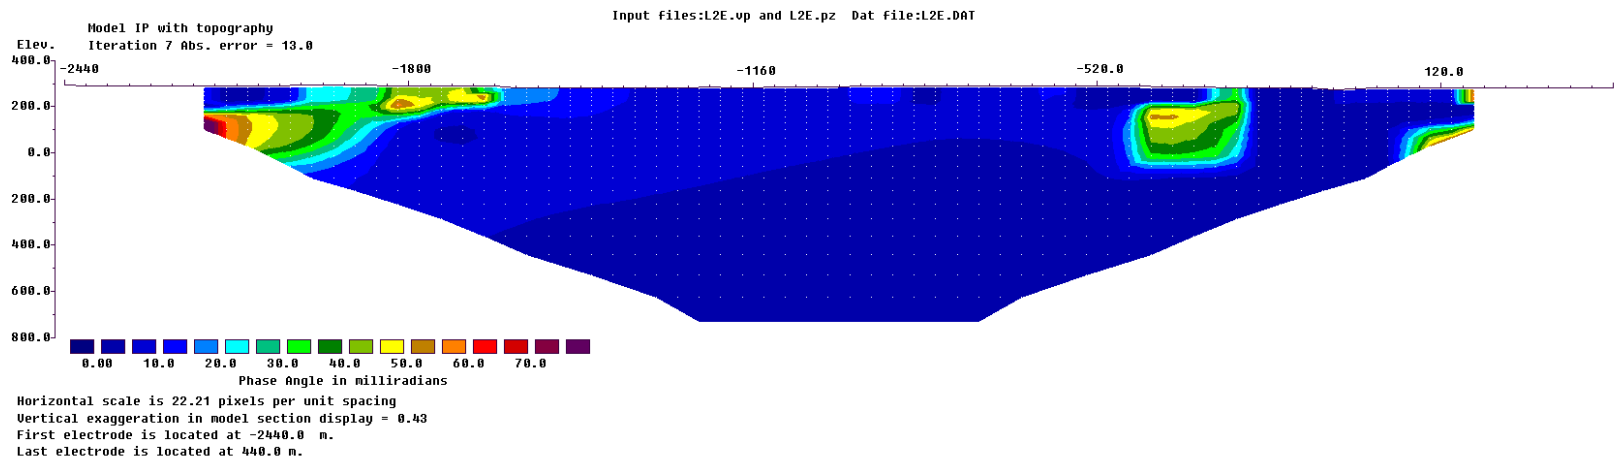 Input files:L2E.vp and L2E.pz Dat file:L2E.DAT
Model IP with topography
Elev. Iteration 7 Abs. error = 13.0
400.0
-2440 -1800 -1160 -520.0 120.0
200.0
0.0
200.0
400.0
600.0
800.0
0.00 10.0 20.0 30.0 40.0 50.0 60.0 70.0
Phase Angle in milliradians
Horizontal scale is 22.21 pixels per unit spacing
Vertical exaggeration in model section display = 0.43
First electrode is located at -2440.0 m.
Last electrode is located at 440.0 m.